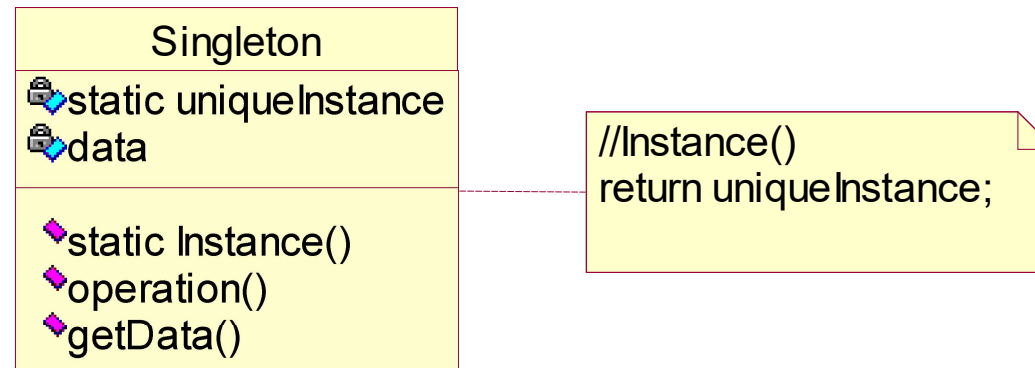 Singleton
static uniqueInstance
data
static Instance()
operation()
getData()
//Instance()
return uniqueInstance;